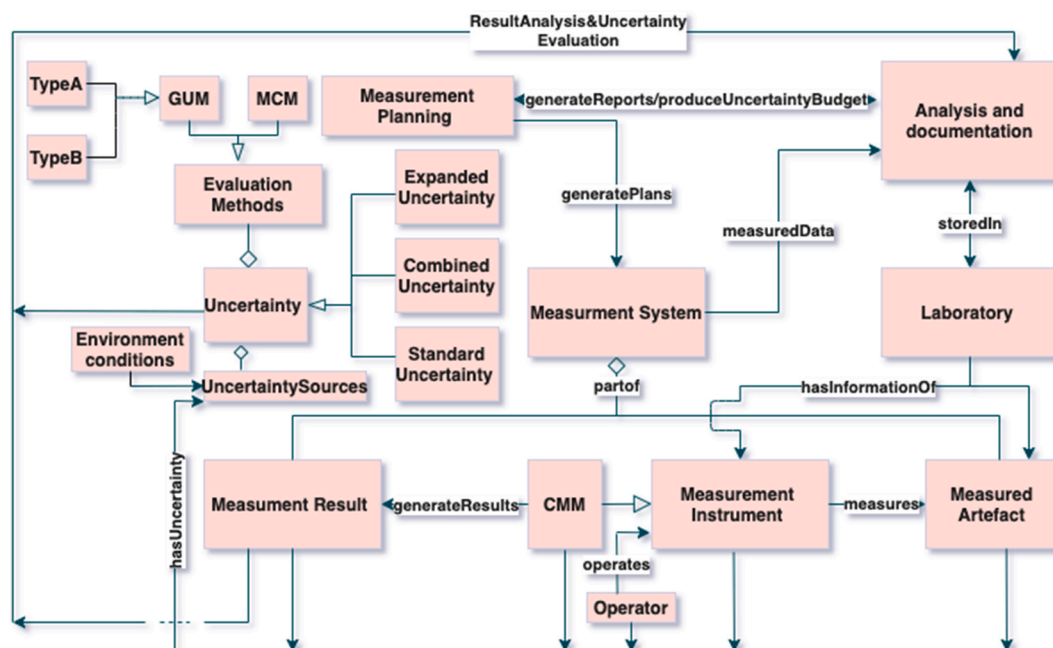 ResultAnalysis&Uncertainty
Evaluation
TypeA
GUM
MCM
Measurement
Planning
generateReports/produceUncertaintyBudget
Analysis and
documentation
TypeB
Evaluation
Methods
Expanded
Uncertainty
generatePlans
measuredData
storedIn
Combined
Uncertainty
Uncertainty
Measurment System
Laboratory
Environment
conditions
Standard
Uncertainty
UncertaintySources
partof
hasInformationOf
hasUncertainty
Measument Result
generateResults
CMM
Measurement
Instrument
measures
Measured
Artefact
operates
Operator